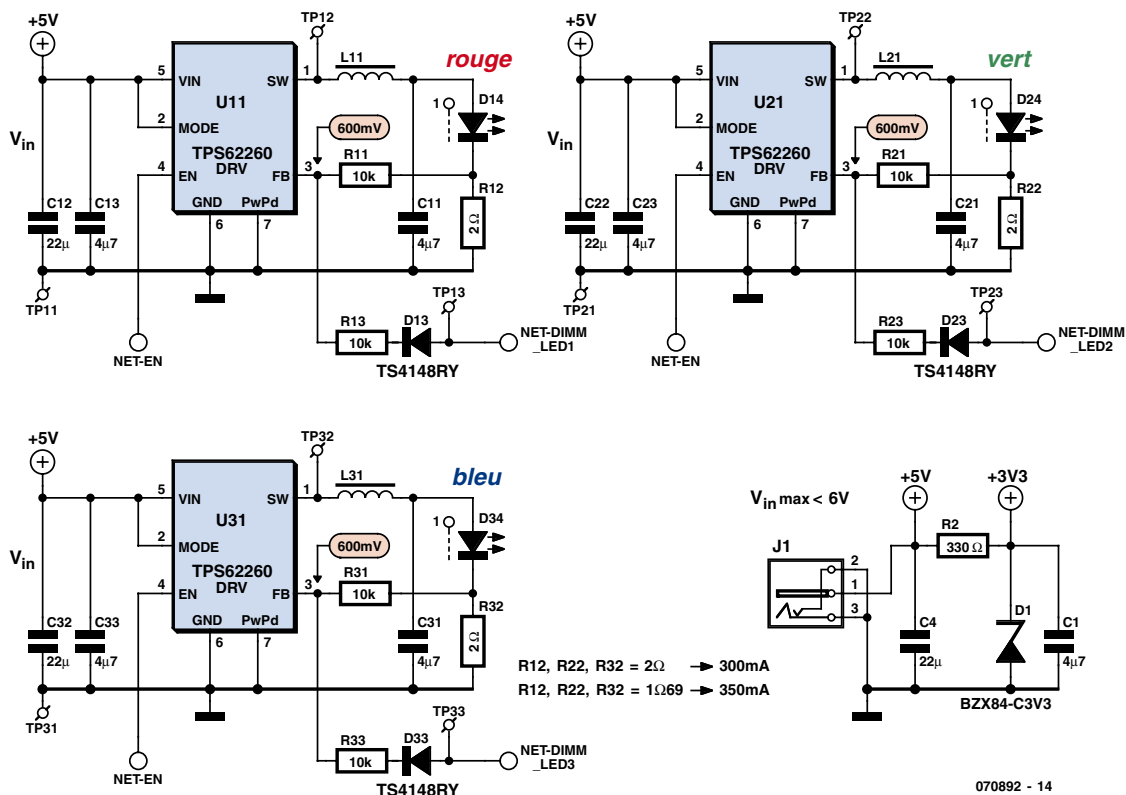 +5V
TP12
rouge
L11
5
VIN
SW
1
U11
D14
1
2
MODE
600mV
Vin
TPS62260
DRV
R11
4
EN
FB
3
10k
R12
GND
PwPd
2Ω
C12
C13
C11
6
7
22µ
4µ7
4µ7
TP11
TP13
R13
D13
NET-DIMM
_LED1
10k
NET-EN
TS4148RY
+5V
TP22
vert
L21
5
VIN
SW
1
U21
D24
1
2
MODE
600mV
Vin
TPS62260
DRV
R21
4
EN
FB
3
10k
R22
GND
PwPd
2Ω
C22
C23
C21
6
7
22µ
4µ7
4µ7
TP21
TP23
R23
D23
NET-DIMM
_LED2
10k
NET-EN
TS4148RY
+5V
TP32
bleu
L31
5
VIN
SW
1
U31
D34
1
2
MODE
600mV
Vin
TPS62260
DRV
R31
4
EN
FB
3
10k
R32
GND
PwPd
2Ω
C32
C33
C31
6
7
22µ
4µ7
4µ7
TP31
TP33
R33
D33
NET-DIMM
_LED3
10k
NET-EN
TS4148RY
Vin max < 6V
+5V
+3V3
R2
330 Ω
J1
2
1
3
C4
22µ
D1
C1
4µ7
BZX84-C3V3
R12, R22, R32 = 2Ω 300mA
R12, R22, R32 = 1Ω69 350mA
070892 - 14